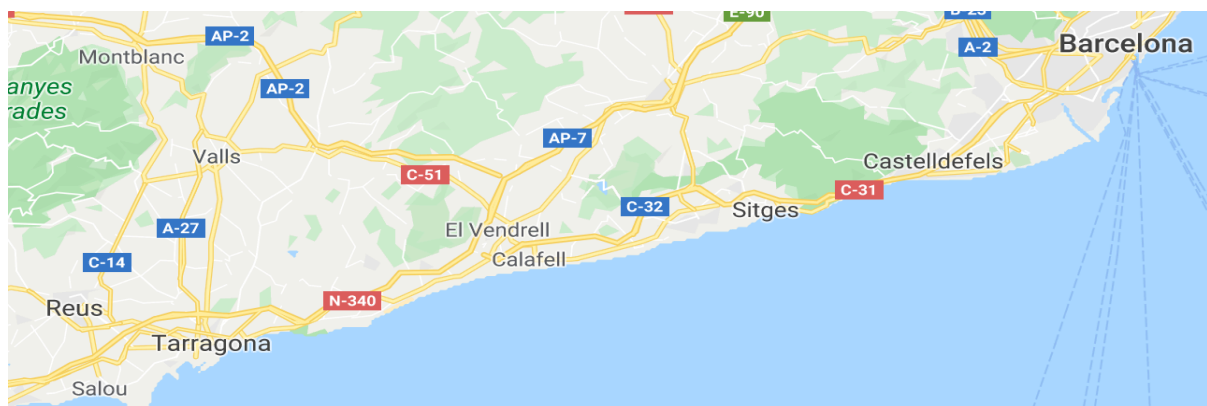 E-90
B-23
AP-2
Montblanc
A-2
Barcelona
anyes
rades
AP-2
AP-7
Valls
C-51
Castelldefels
C-31
C-32
Sitges
A-27
El Vendrell
C-14
Calafell
N-340
Reus
Tarragona
Salou